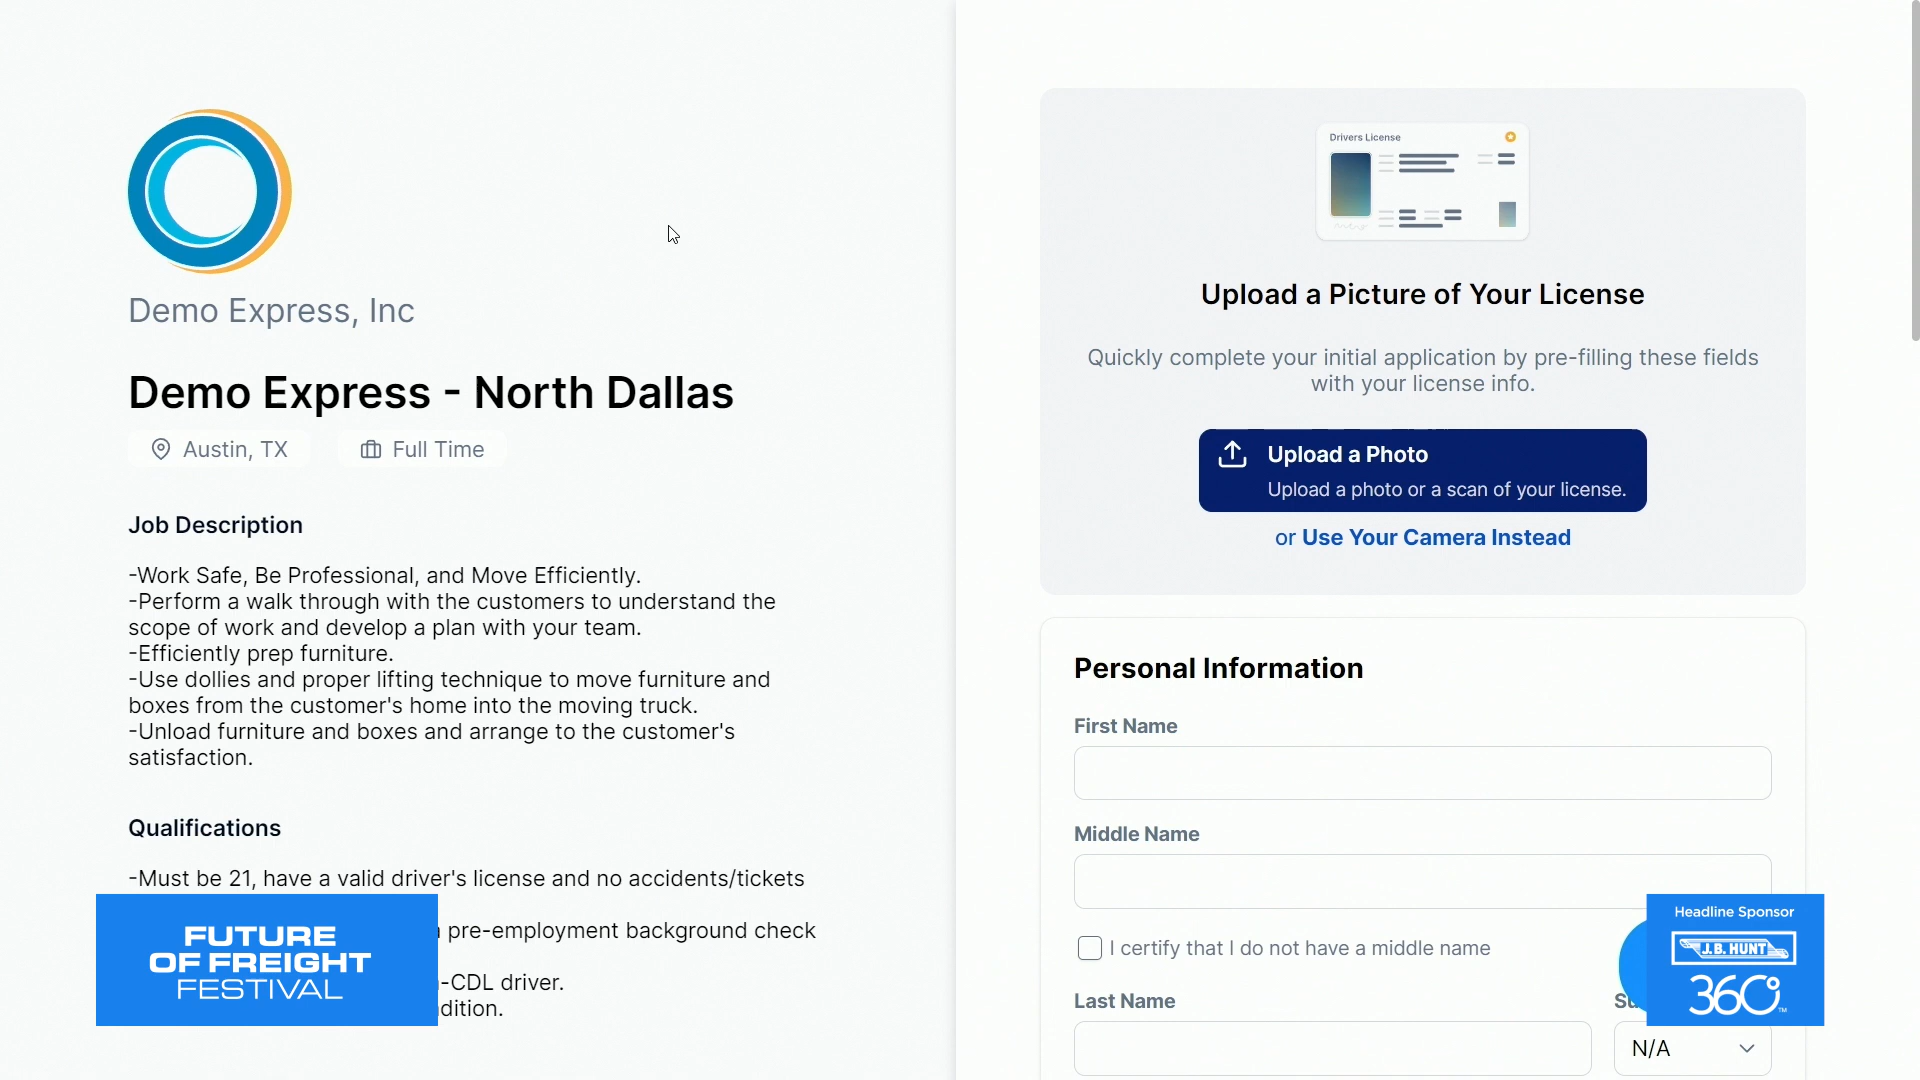 Demo Express, Inc
Demo Express - North Dallas
Austin, TX
Full Time
Job Description
-Work Safe, Be Professional, and Move Efficiently.
-Perform a walk through with the customers to understand the
scope of work and develop a plan with your team.
-Efficiently prep furniture.
-Use dollies and proper lifting technique to move furniture and
boxes from the customer's home into the moving truck.
-Unload furniture and boxes and arrange to the customer's
satisfaction.
Qualifications
-Must be 21, have a valid driver's license and no accidents/tickets
pre-employment background check
-CDL driver.
FUTURE
OF FREIGHT
FESTIVAL
Drivers License
Upload a Picture of Your License
Quickly complete your initial application by pre-filling these fields
with your license info.
Upload a Photo
Upload a photo or a scan of your license.
or Use Your Camera Instead
Personal Information
First Name
Middle Name
I certify that I do not have a middle name
Last Name
N/A
Headline Sponsor
J.B. HUNT
360°
TM